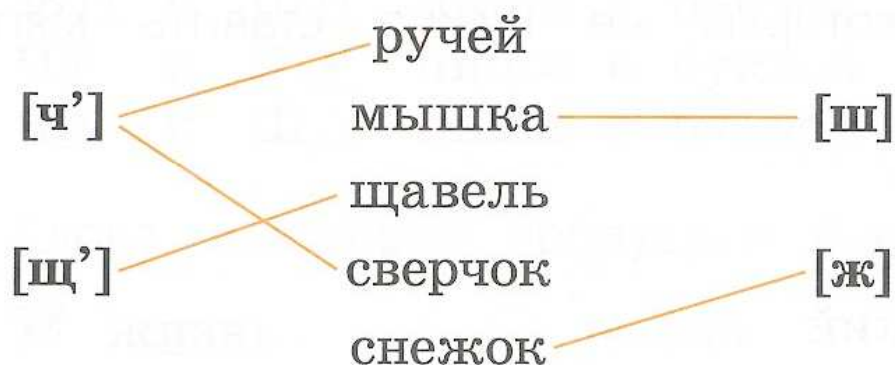 ручей
[ч’] мышка [ш]
щавель
[щ’] сверчок [ж]
снежок